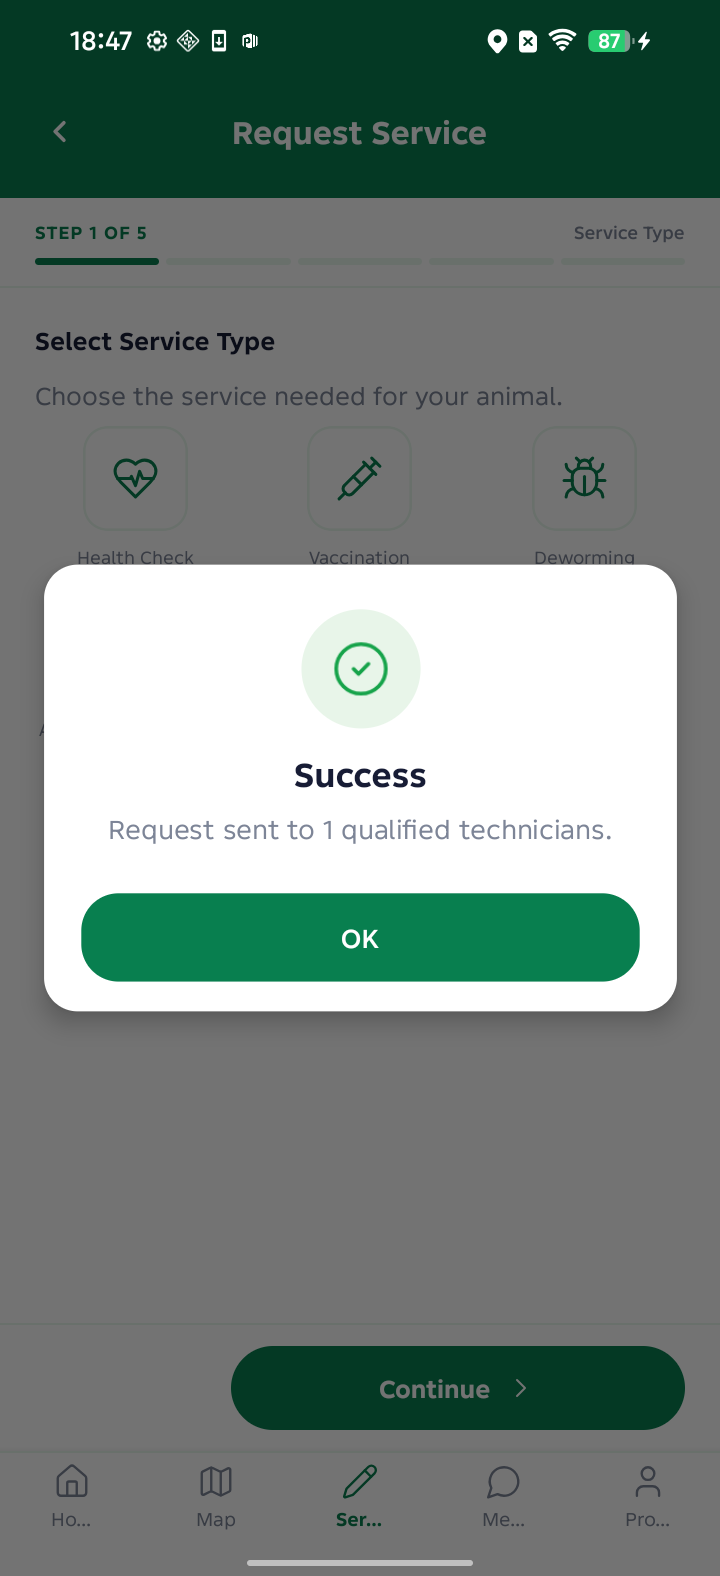 18:47
87
Request Service
STEP 1 OF 5
Service Type
Select Service Type
Choose the service needed for your animal.
Health Check
Vaccination
Deworming
Success
Request sent to 1 qualified technicians.
OK
Continue
Ho...
Map
Ser...
Me...
Pro...